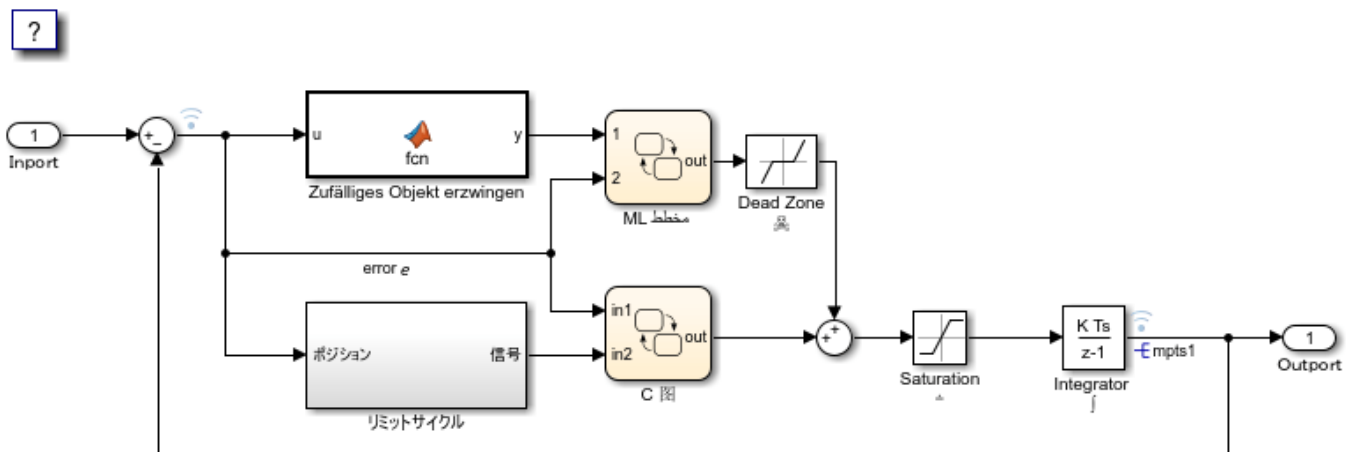 ?
1
Inport
+
−
u
fcn
y
Zufälliges Objekt erzwingen
1
2
out
ML مخطط
Dead Zone
error e
ポジション
信号
リミットサイクル
in1
in2
out
C 图
+
+
Saturation
K Ts
z-1
Integrator
∫
mpts1
1
Outport